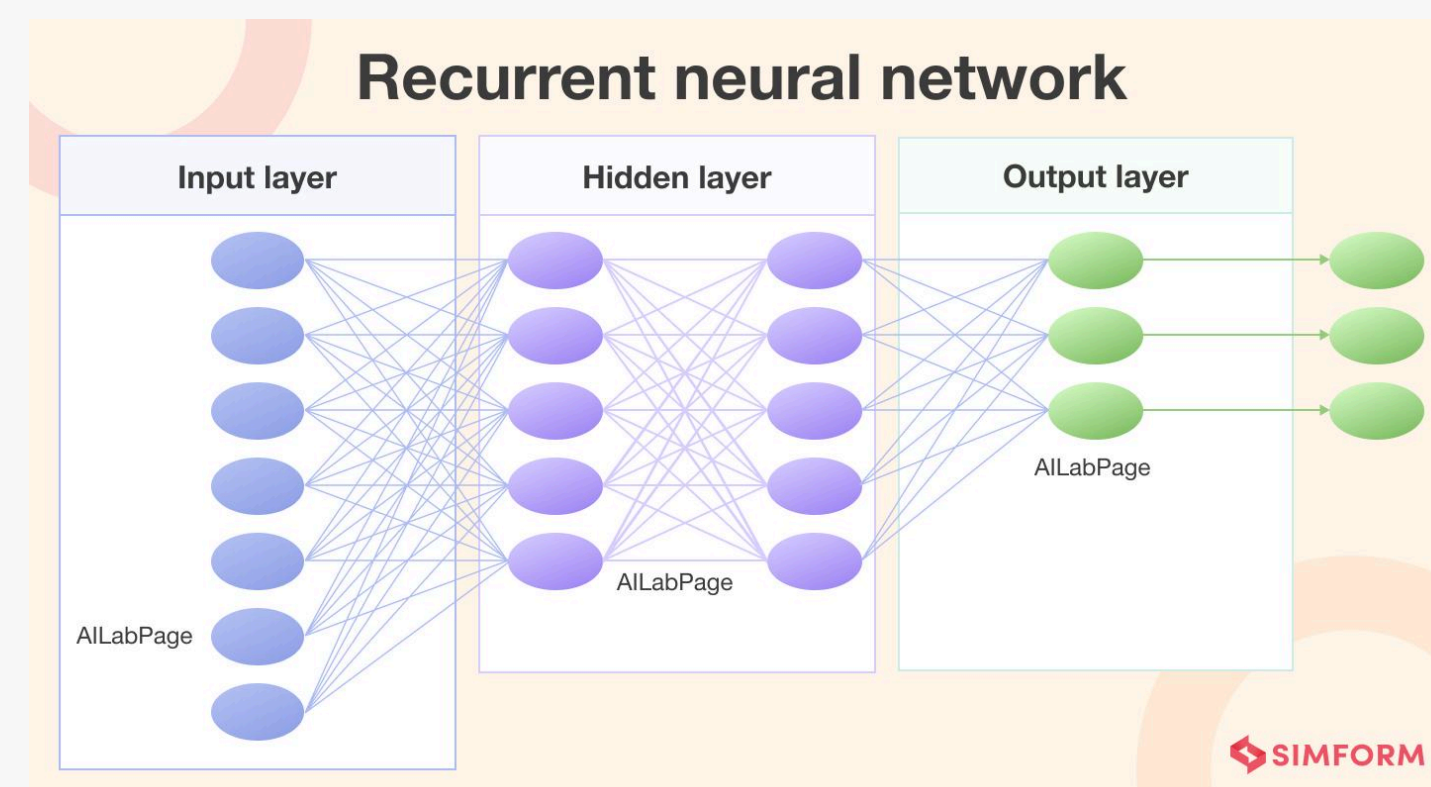 Recurrent neural network
Input layer
Hidden layer
Output layer
AILabPage
AILabPage
AILabPage
SIMFORM